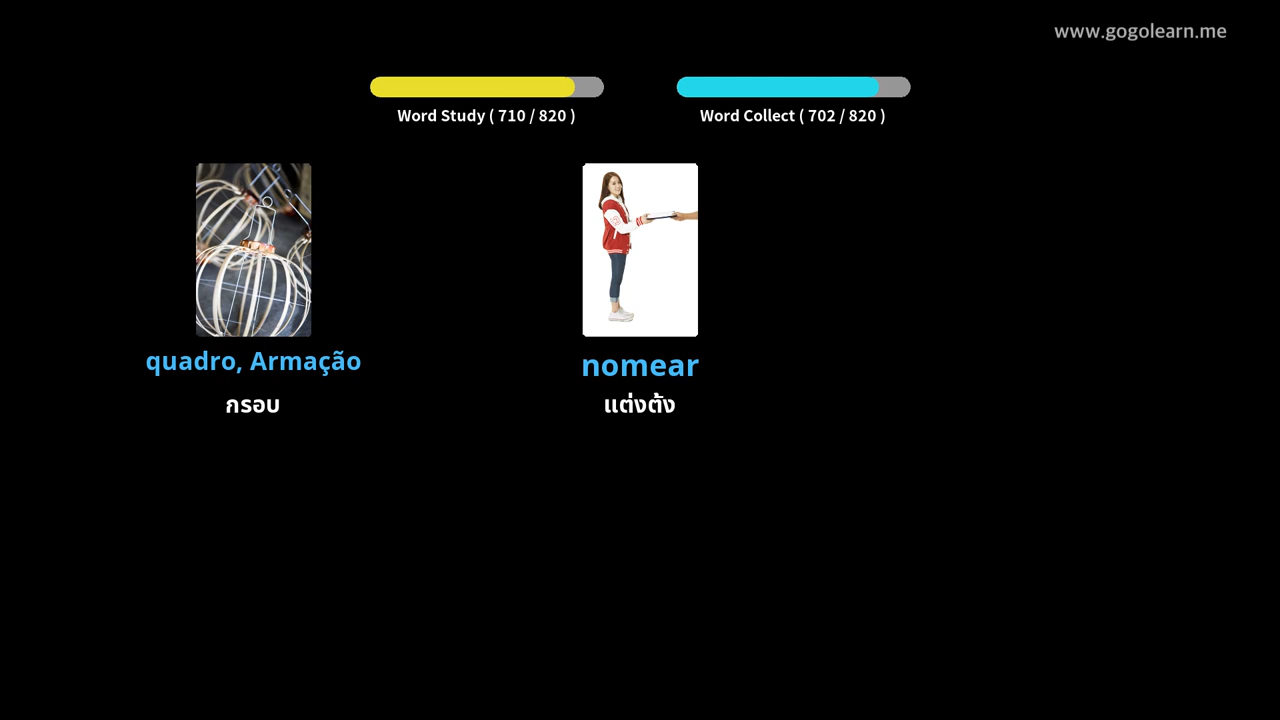 www.gogolearn.me
Word Study ( 710 / 820 )
Word Collect ( 702 / 820 )
quadro, Armação
กรอบ
nomear
แต่งตั้ง